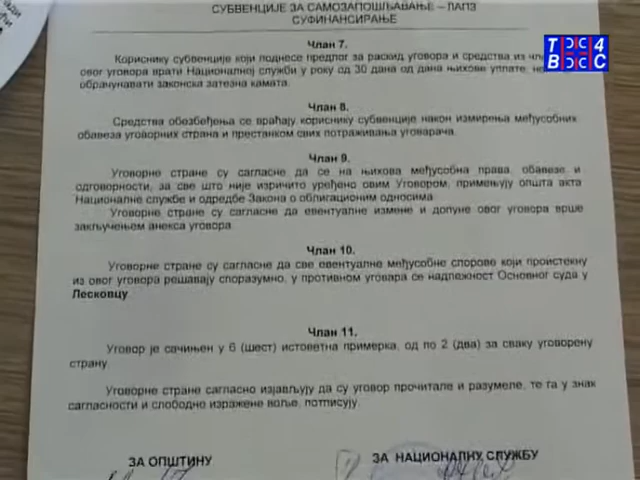 СУБВЕНЦИЈЕ ЗА САМОЗАПОШЉАВАЊЕ – ЛАПЗ
СУФИНАНСИРАЊЕ
Члан 7.
Кориснику субвенције који поднесе предлог за раскид уговора и средства из чл
овог уговора врати Националној служби у року од 30 дана од дана њихове уплате, не
обрачунавати законска затезна камата.
Члан 8.
Средства обезбеђења се враћају кориснику субвенције након измирења међусобних
обавеза уговорних страна и престанком свих потраживања уговарача.
Члан 9.
Уговорне стране су сагласне да се на њихова међусобна права, обавезе и
одговорности, за све што није изричито уређено овим Уговором, примењују општа акта
Националне службе и одредбе Закона о облигационим односима.
Уговорне стране су сагласне да евентуалне измене и допуне овог уговора врше
закључењем анекса уговора.
Члан 10.
Уговорне стране су сагласне да све евентуалне међусобне спорове који проистекну
из овог уговора решавају споразумно, у противном уговара се надлежност Основног суда у
Лесковцу.
Члан 11.
Уговор је сачињен у 6 (шест) истоветна примерка, од по 2 (два) за сваку уговорену
страну.
Уговорне стране сагласно изјављују да су уговор прочитале и разумеле, те га у знак
сагласности и слободно изражене воље, потписују.
ЗА ОПШТИНУ
ЗА НАЦИОНАЛНУ СЛУЖБУ
T 4
B C